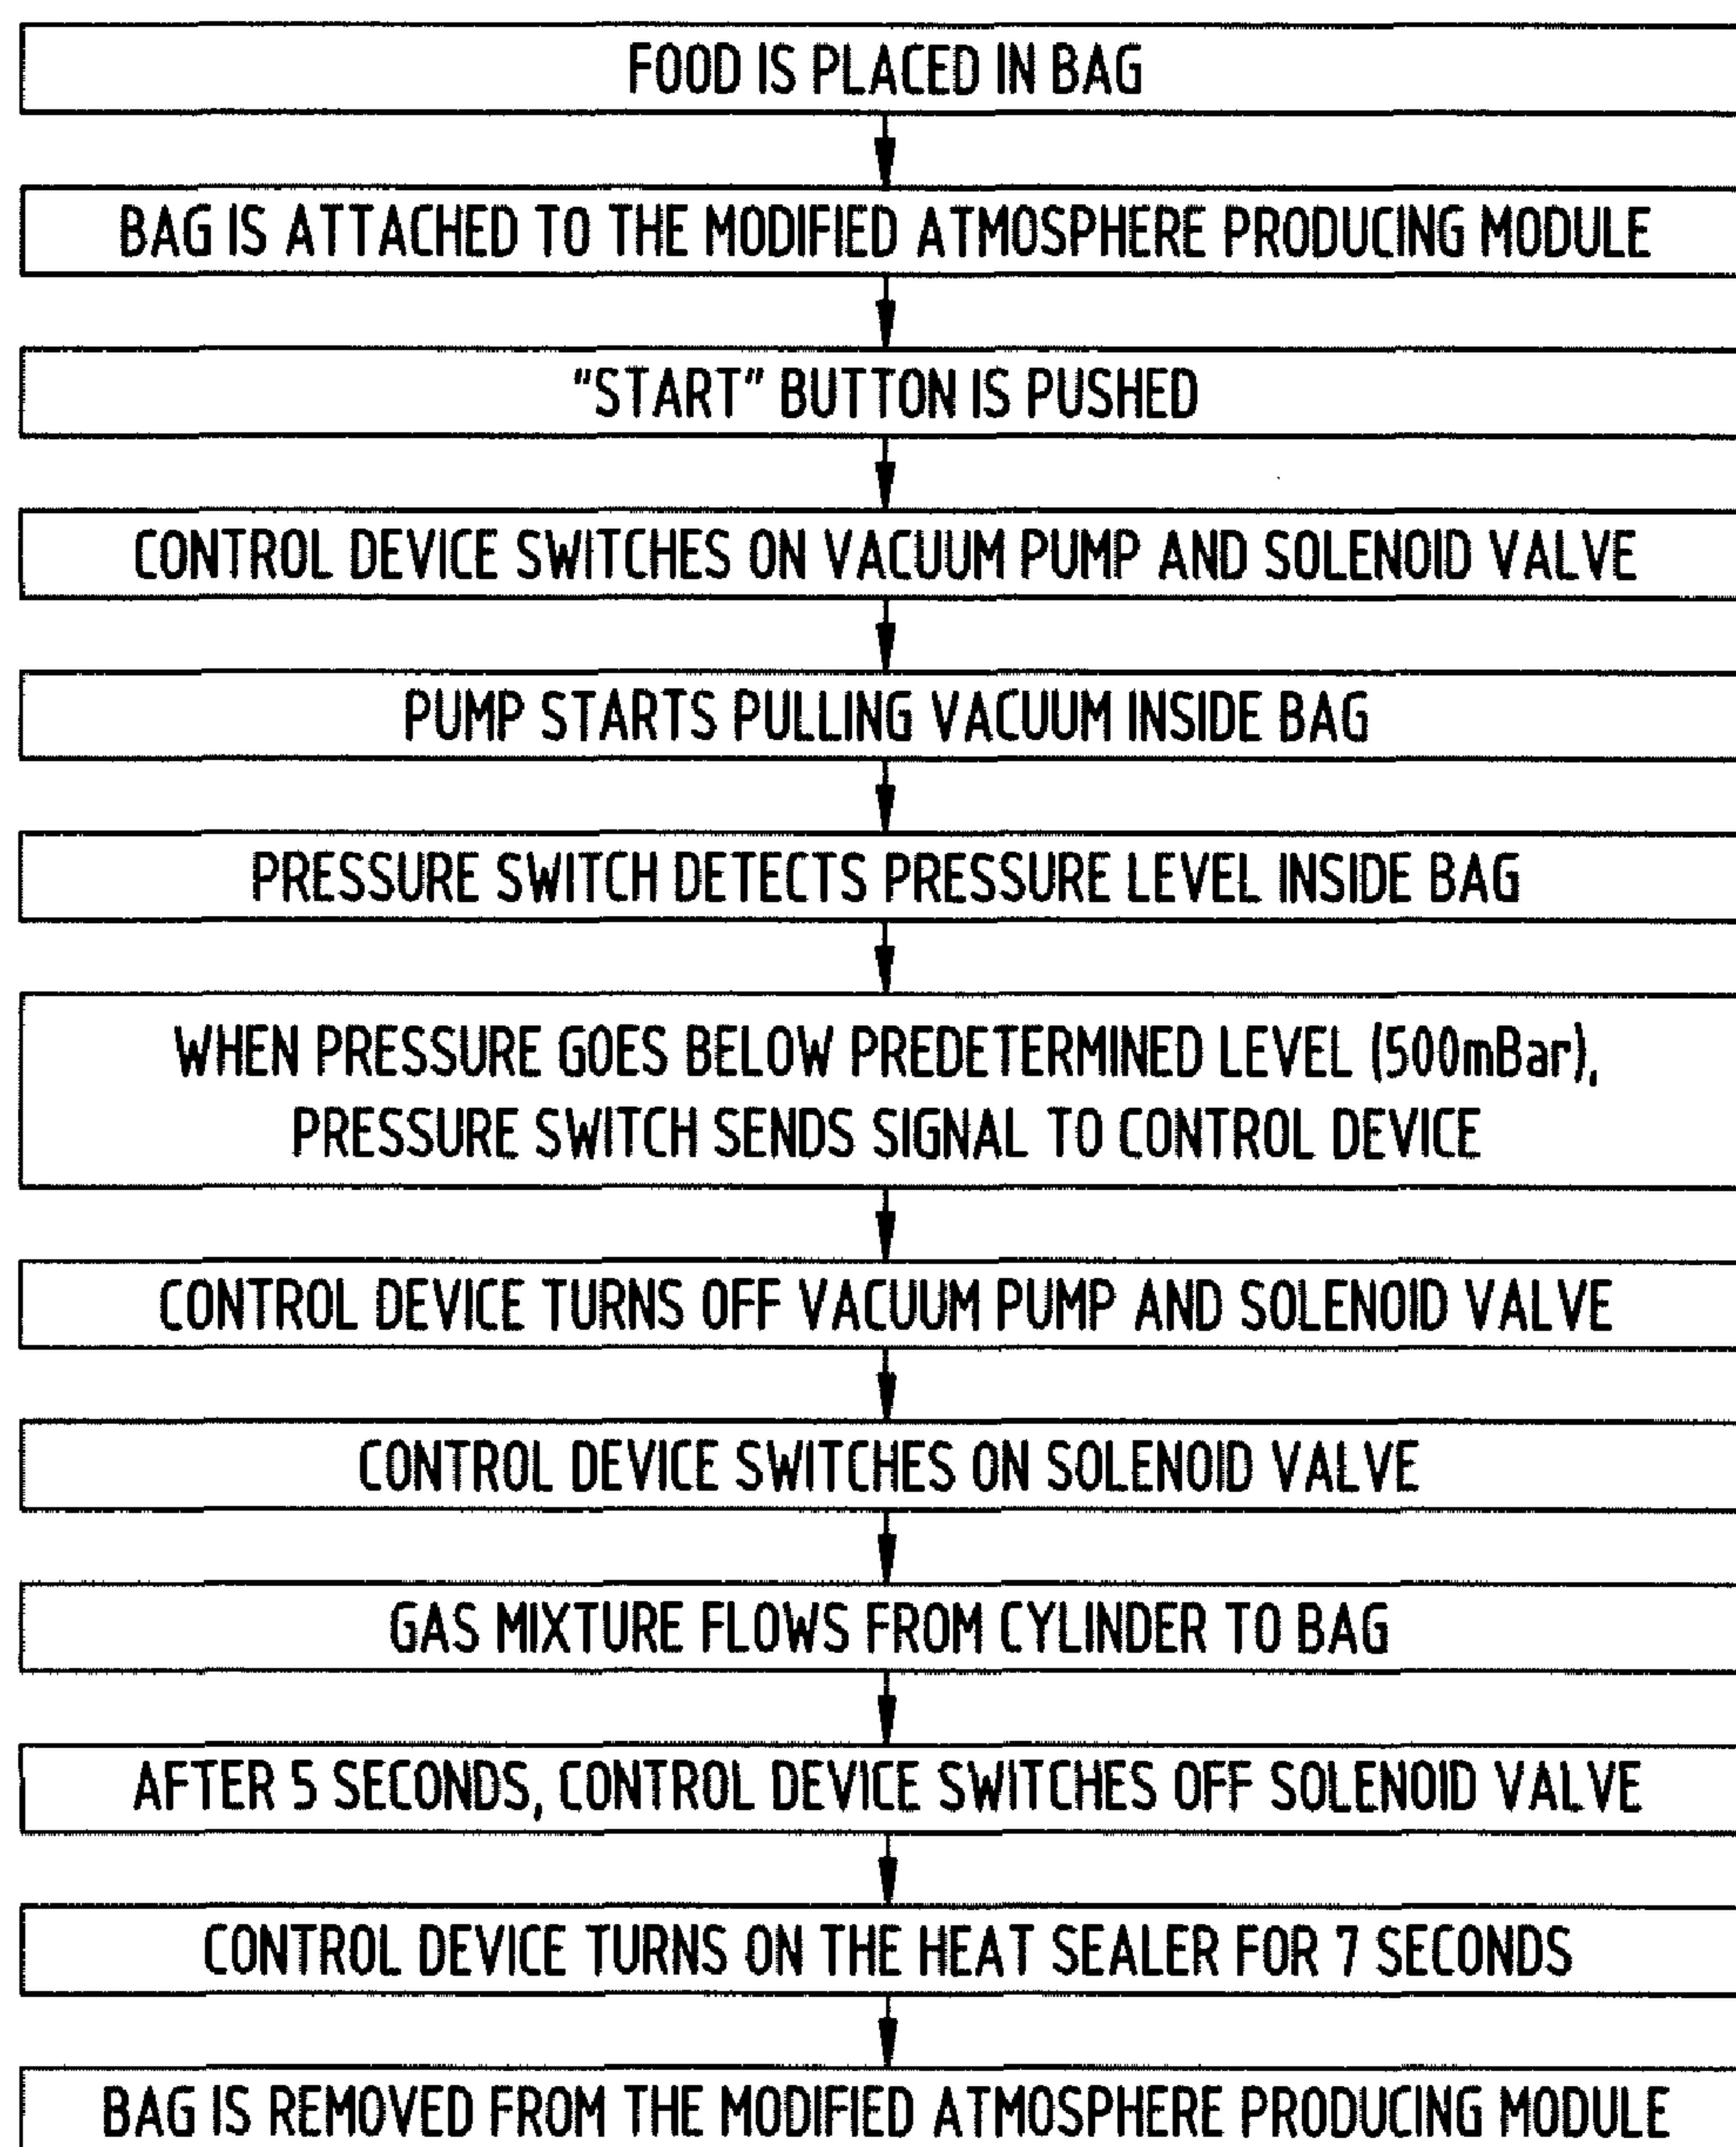 FOOD IS PLACED IN BAG
BAG IS ATTACHED TO THE MODIFIED ATMOSPHERE PRODUCING MODULE
"START" BUTTON IS PUSHED
CONTROL DEVICE SWITCHES ON VACUUM PUMP AND SOLENOID VALVE
PUMP STARTS PULLING VACUUM INSIDE BAG
PRESSURE SWITCH DETECTS PRESSURE LEVEL INSIDE BAG
WHEN PRESSURE GOES BELOW PREDETERMINED LEVEL (500mBar),
PRESSURE SWITCH SENDS SIGNAL TO CONTROL DEVICE
CONTROL DEVICE TURNS OFF VACUUM PUMP AND SOLENOID VALVE
CONTROL DEVICE SWITCHES ON SOLENOID VALVE
GAS MIXTURE FLOWS FROM CYLINDER TO BAG
AFTER 5 SECONDS, CONTROL DEVICE SWITCHES OFF SOLENOID VALVE
CONTROL DEVICE TURNS ON THE HEAT SEALER FOR 7 SECONDS
BAG IS REMOVED FROM THE MODIFIED ATMOSPHERE PRODUCING MODULE